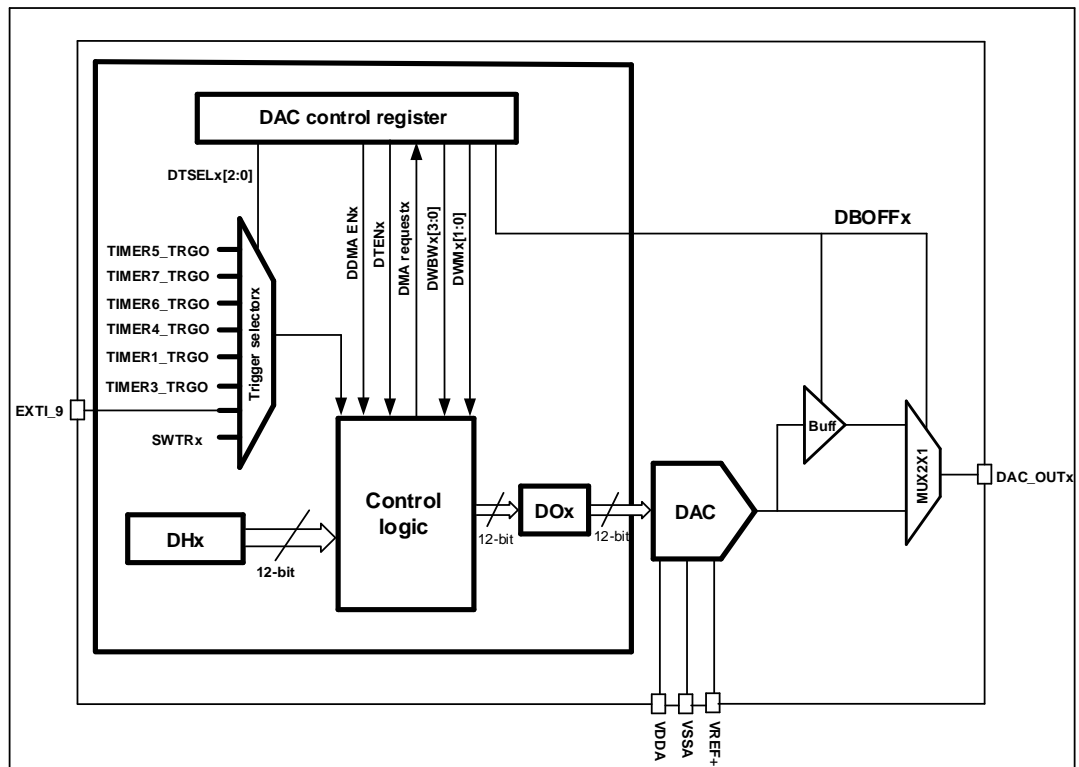 DAC control register
DTSELx[2:0]
DDMA ENx
DTENx
DMA requestx
DWBWx[3:0]
DWMx[1:0]
DBOFFx
TIMER5_TRGO
TIMER7_TRGO
TIMER6_TRGO
TIMER4_TRGO
TIMER1_TRGO
TIMER3_TRGO
EXTI_9
SWTRx
Trigger selectorx
Buff
MUX2X1
DAC_OUTx
Control
logic
DHx
12-bit
12-bit
DOx
12-bit
DAC
VDDA
VSSA
VREF+